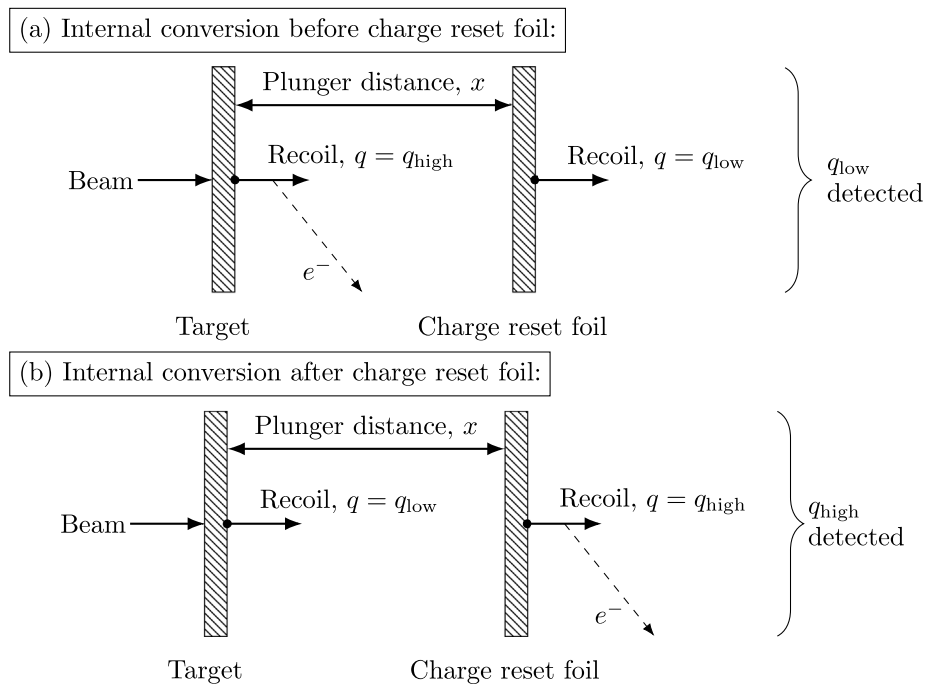 (a) Internal conversion before charge reset foil:
Plunger distance, x
Recoil, q = q_high
Recoil, q = q_low
Beam
q_low
detected
e⁻
Target
Charge reset foil
(b) Internal conversion after charge reset foil:
Plunger distance, x
Recoil, q = q_low
Recoil, q = q_high
Beam
q_high
detected
e⁻
Target
Charge reset foil